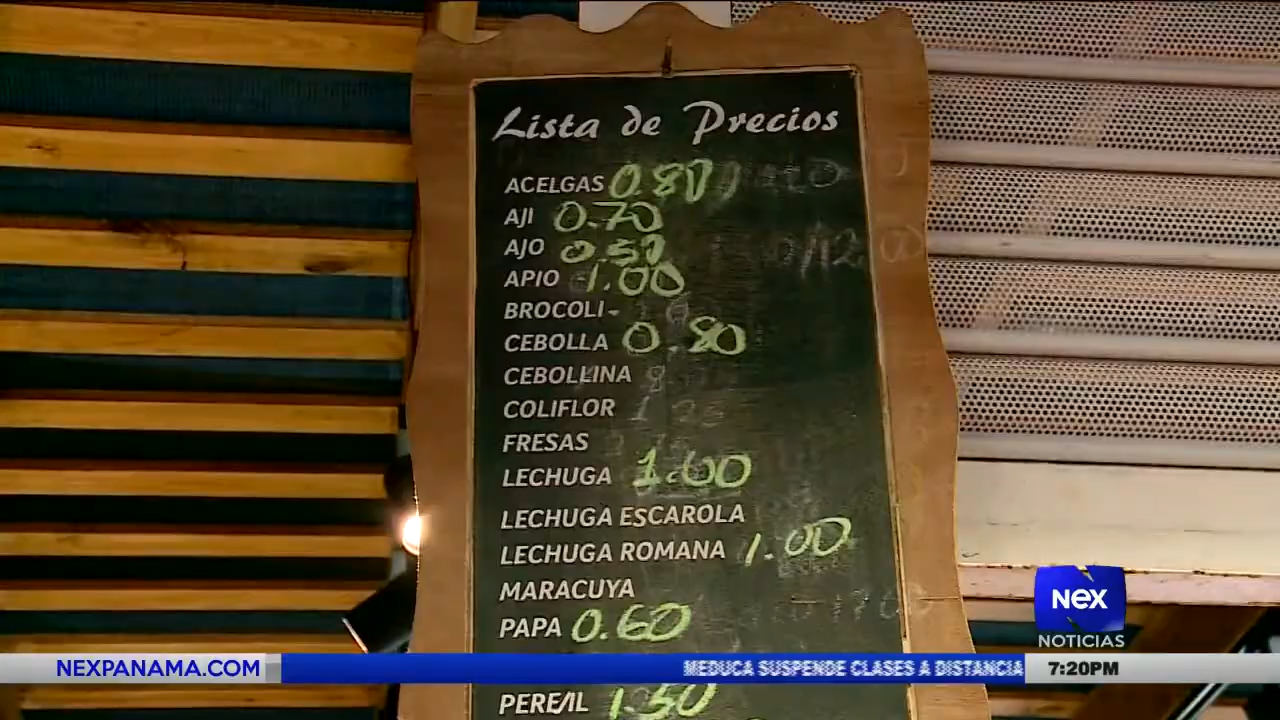 Lista de Precios
ACELGAS 0.80
AJI 0.70
AJO 0.50
APIO 1.00
BROCOLI
CEBOLLA 0.80
CEBOLLINA
COLIFLOR
FRESAS
LECHUGA 1.00
LECHUGA ESCAROLA
LECHUGA ROMANA 1.00
MARACUYA
PAPA 0.60
PEREJIL 1.50
NEX
NOTICIAS
NEXPANAMA.COM
MEDUCA SUSPENDE CLASES A DISTANCIA
7:20PM